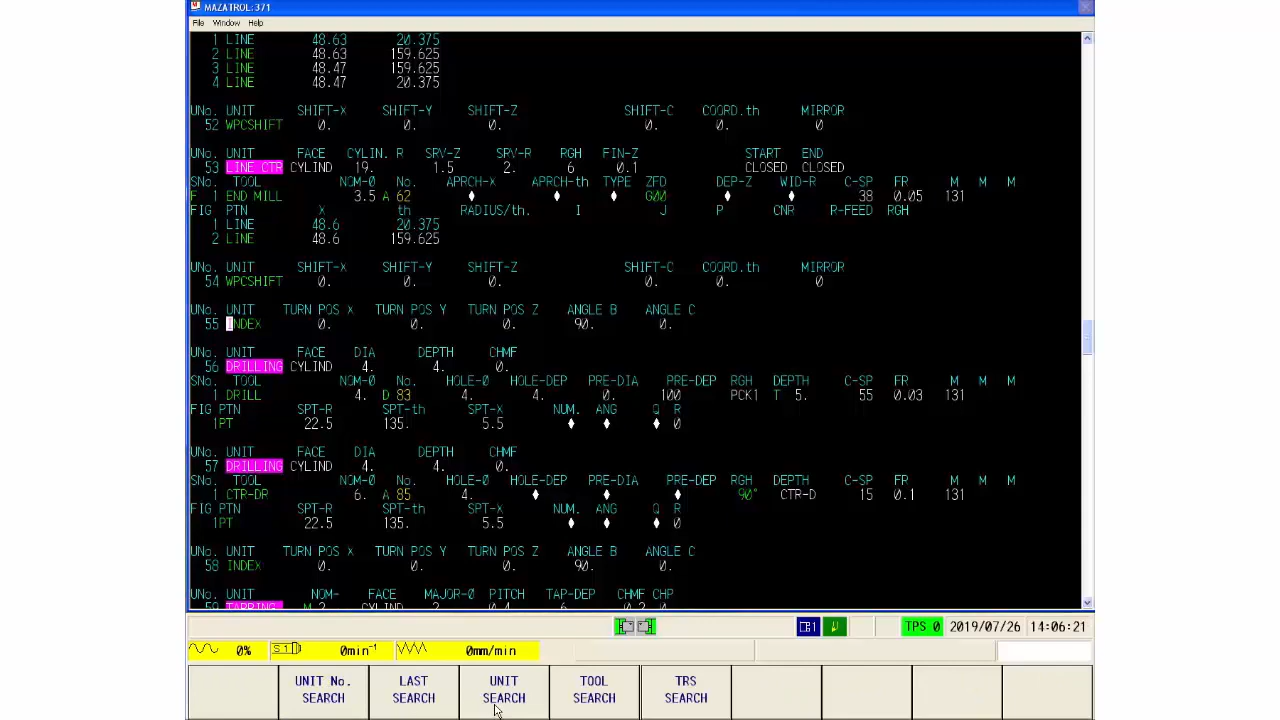 MAZATROL:371
File Window Help
1 LINE 48.63 20.375
2 LINE 48.63 159.625
3 LINE 48.47 159.625
4 LINE 48.47 20.375
UNo. UNIT SHIFT-X SHIFT-Y SHIFT-Z SHIFT-C COORD.th MIRROR
52 WPCSHIFT 0. 0. 0. 0. 0. 0
UNo. UNIT FACE CYLIN. R SRV-Z SRV-R RGH FIN-Z START END
53 LINE CTR CYLIND 19. 1.5 2. 6 0.1 CLOSED CLOSED
SNo. TOOL NOM-Ø No. APRCH-X APRCH-th TYPE ZFD DEP-Z WID-R C-SP FR M M M
F 1 END MILL 3.5 A 62 ♦ ♦ ♦ G00 ♦ ♦ 38 0.05 131
FIG PTN X th RADIUS/th. I J P CNR R-FEED RGH
1 LINE 48.6 20.375
2 LINE 48.6 159.625
UNo. UNIT SHIFT-X SHIFT-Y SHIFT-Z SHIFT-C COORD.th MIRROR
54 WPCSHIFT 0. 0. 0. 0. 0. 0
UNo. UNIT TURN POS X TURN POS Y TURN POS Z ANGLE B ANGLE C
55 INDEX 0. 0. 0. 90. 0.
UNo. UNIT FACE DIA DEPTH CHMF
56 DRILLING CYLIND 4. 4. 0.
SNo. TOOL NOM-Ø No. HOLE-Ø HOLE-DEP PRE-DIA PRE-DEP RGH DEPTH C-SP FR M M M
1 DRILL 4. D 83 4. 4. 0. 100 PCK1 T 5. 55 0.03 131
FIG PTN SPT-R SPT-th SPT-X NUM. ANG Q R
1PT 22.5 135. 5.5 ♦ ♦ ♦ 0
UNo. UNIT FACE DIA DEPTH CHMF
57 DRILLING CYLIND 4. 4. 0.
SNo. TOOL NOM-Ø No. HOLE-Ø HOLE-DEP PRE-DIA PRE-DEP RGH DEPTH C-SP FR M M M
1 CTR-DR 6. A 85 4. ♦ ♦ ♦ 90° CTR-D 15 0.1 131
FIG PTN SPT-R SPT-th SPT-X NUM. ANG Q R
1PT 22.5 135. 5.5 ♦ ♦ ♦ 0
UNo. UNIT TURN POS X TURN POS Y TURN POS Z ANGLE B ANGLE C
58 INDEX 0. 0. 0. 90. 0.
UNo. UNIT NOM- FACE MAJOR-Ø PITCH TAP-DEP CHMF CHP
59 TAPPING M 2 CYLIND 2. 0.4 6. 0.2 0
TPS 0 2019/07/26 14:06:21
0% S1 0min⁻¹ 0mm/min
UNIT No. SEARCH
LAST SEARCH
UNIT SEARCH
TOOL SEARCH
TRS SEARCH